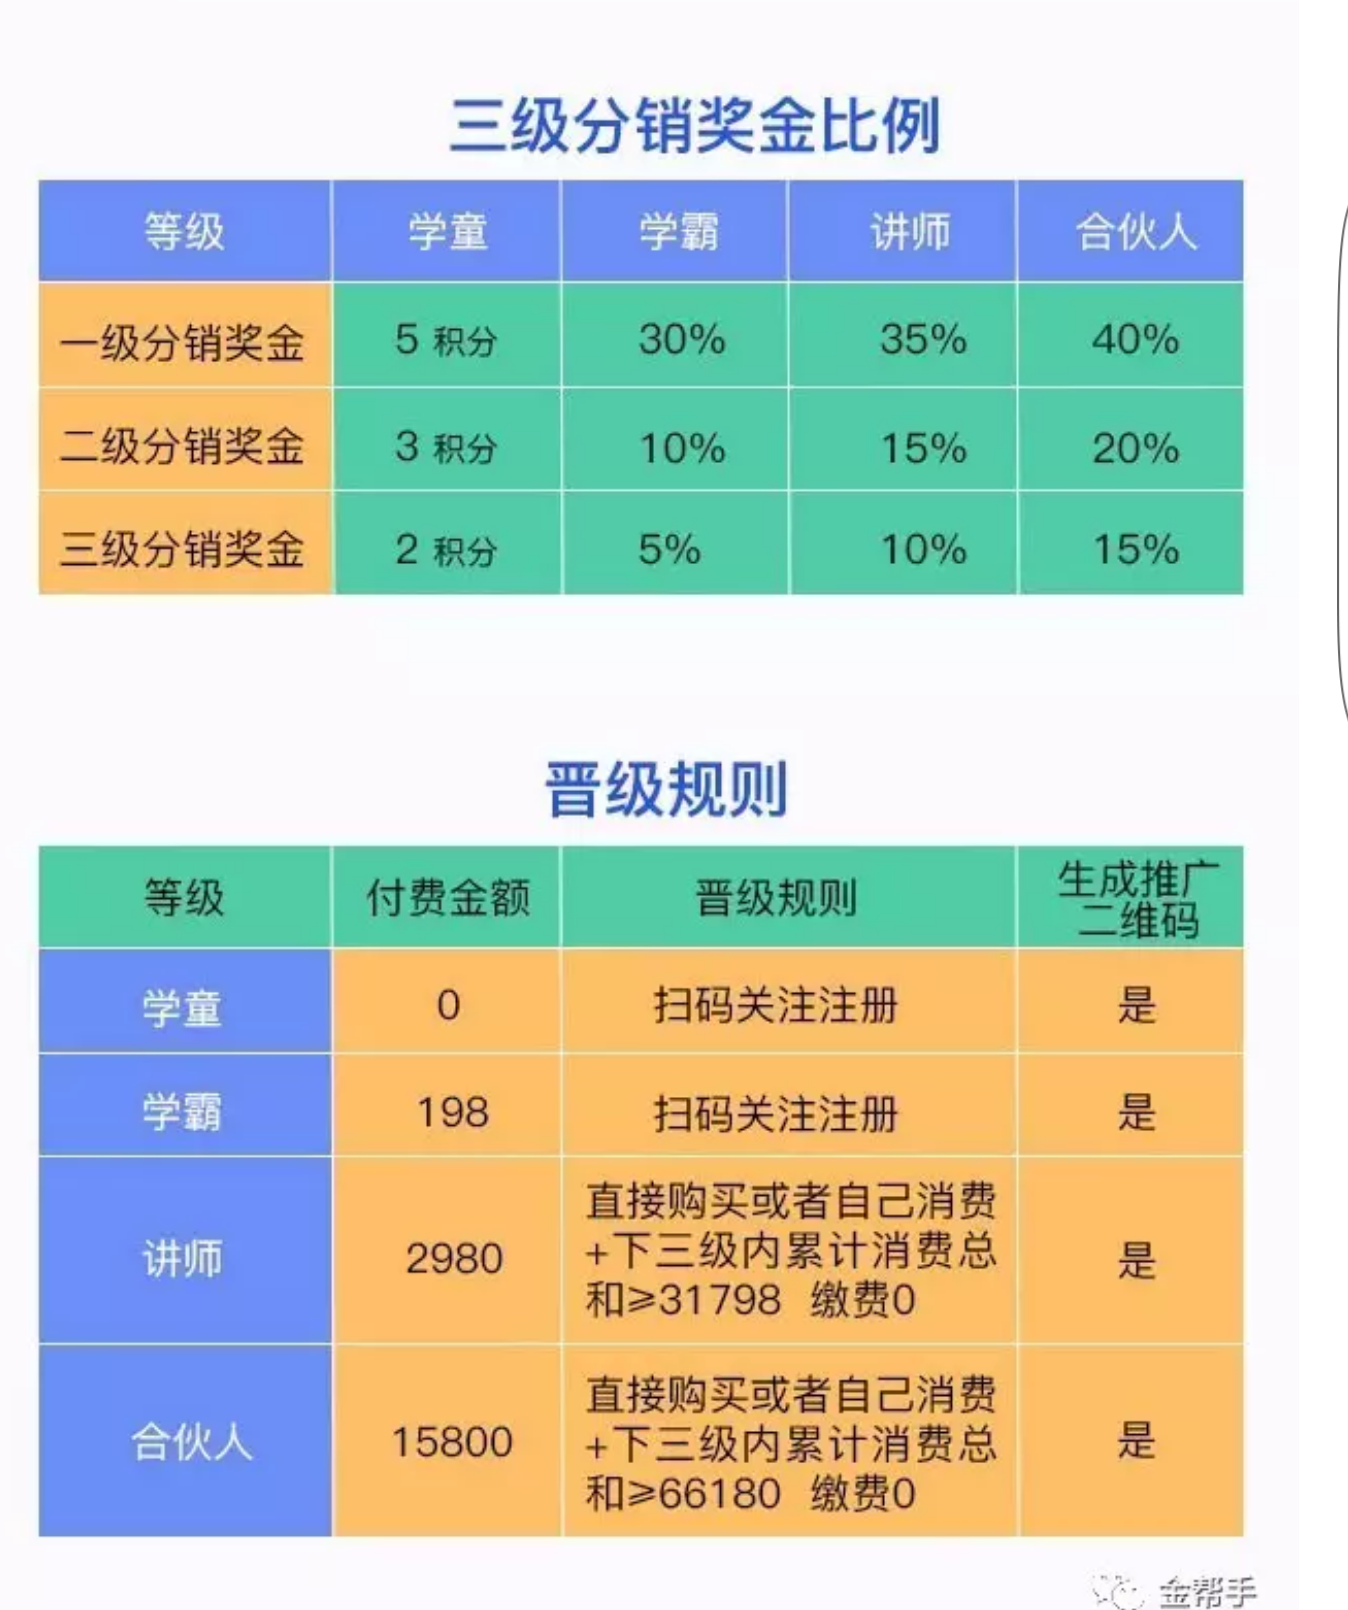 三级分销奖金比例
等级 学童 学霸 讲师 合伙人
一级分销奖金 5 积分 30% 35% 40%
二级分销奖金 3 积分 10% 15% 20%
三级分销奖金 2 积分 5% 10% 15%
晋级规则
等级 付费金额 晋级规则 生成推广
二维码
学童 0 扫码关注注册 是
学霸 198 扫码关注注册 是
讲师 2980 直接购买或者自己消费
+下三级内累计消费总
和≥31798 缴费0 是
合伙人 15800 直接购买或者自己消费
+下三级内累计消费总
和≥66180 缴费0 是
金帮手